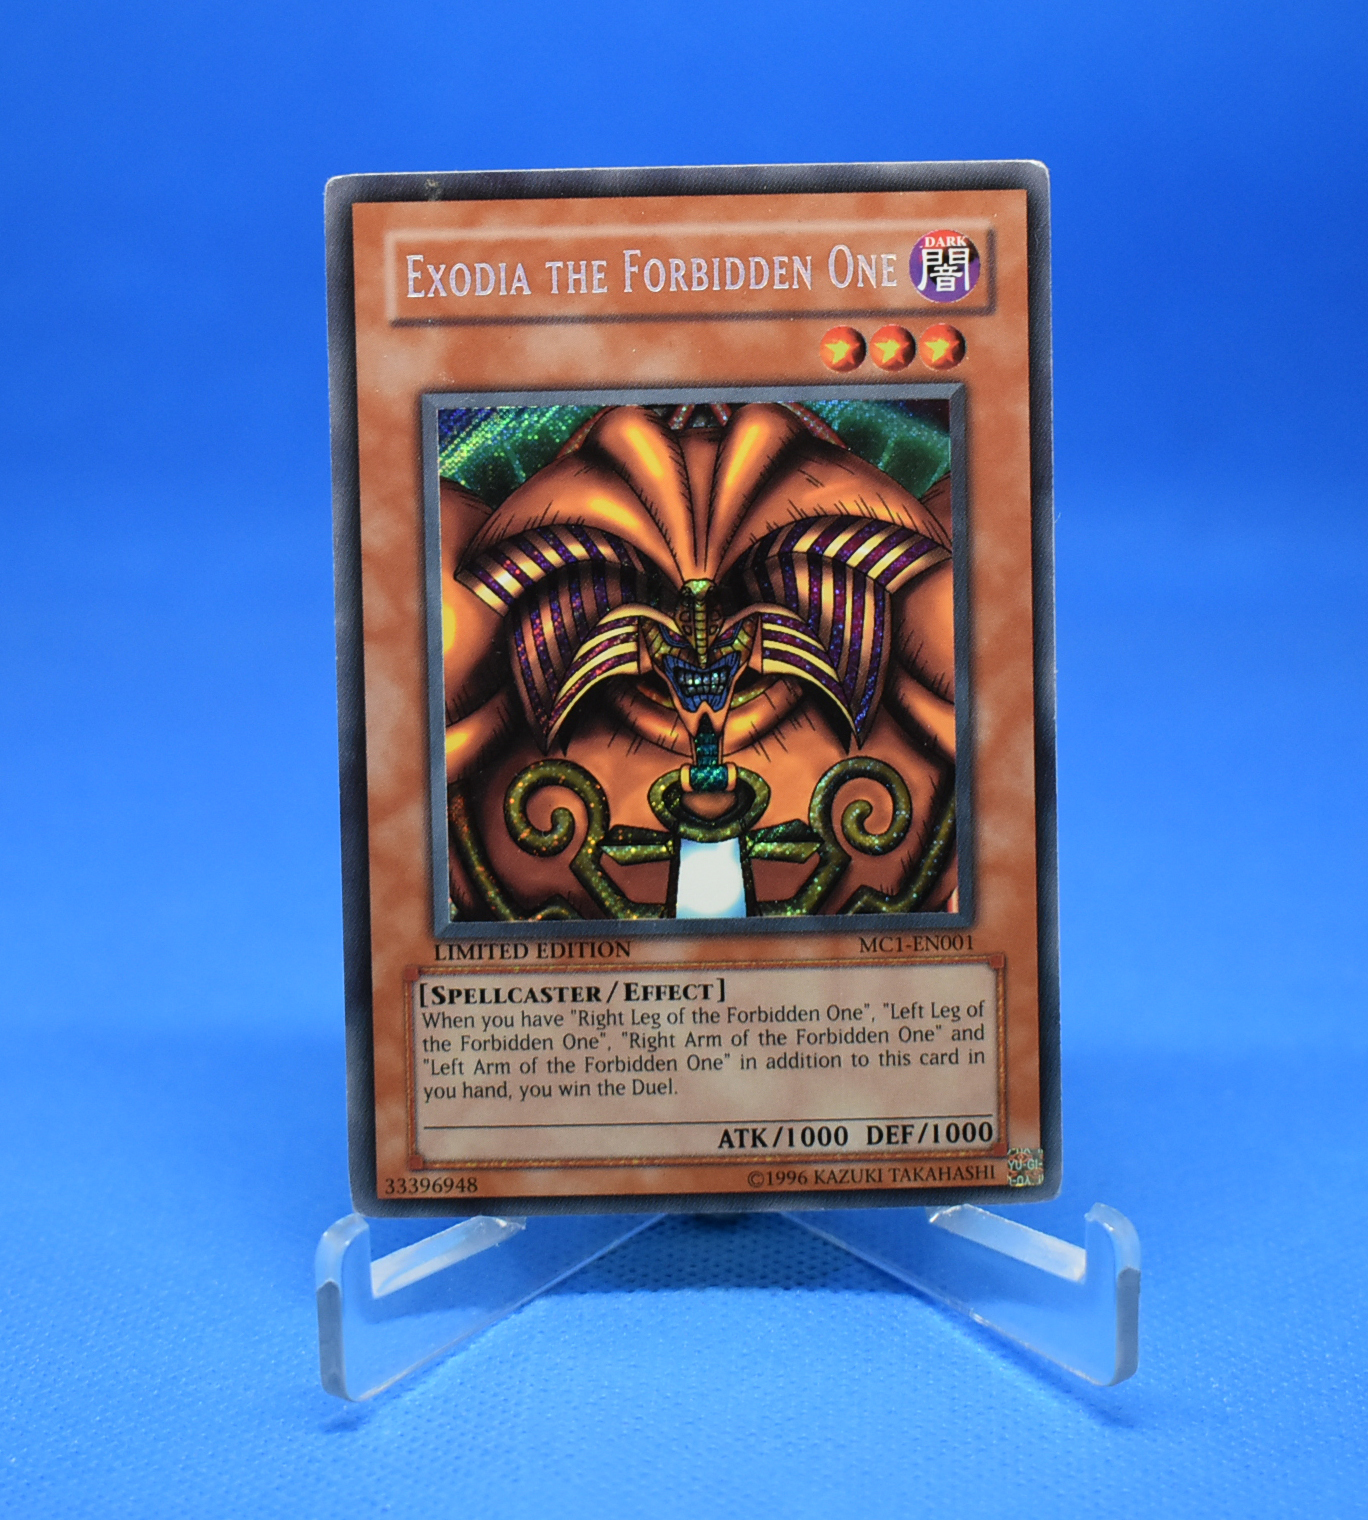 Exodia the Forbidden One
DARK
闇
LIMITED EDITION
MC1-EN001
[Spellcaster/Effect]
When you have "Right Leg of the Forbidden One", "Left Leg of
the Forbidden One", "Right Arm of the Forbidden One" and
"Left Arm of the Forbidden One" in addition to this card in
you hand, you win the Duel.
ATK/1000 DEF/1000
33396948
©1996 KAZUKI TAKAHASHI
YU-GI-